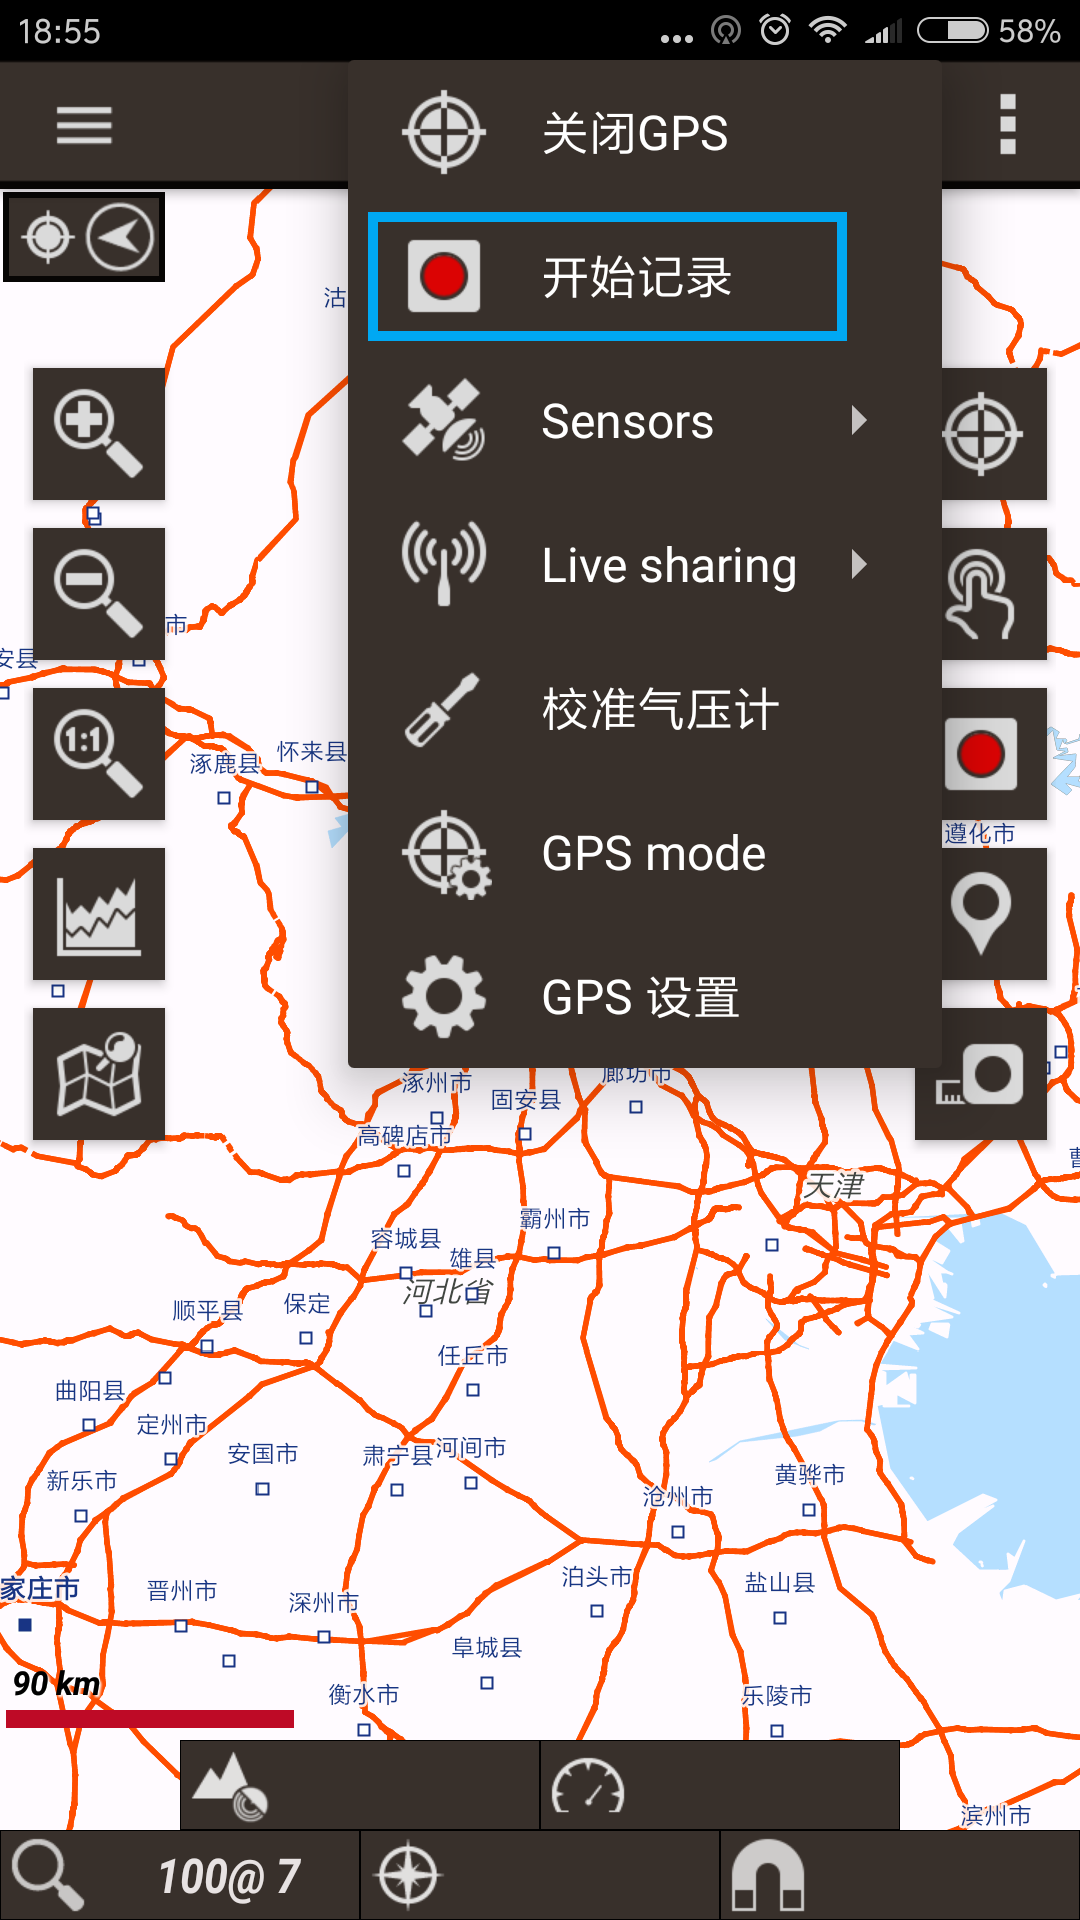 18:55
58%
关闭GPS
开始记录
Sensors
Live sharing
校准气压计
GPS mode
GPS 设置
沽
市
安县
涿鹿县
怀来县
1:1
遵化市
涿州市
廊坊市
固安县
高碑店市
曹
天津
霸州市
容城县
雄县
河北省
顺平县
保定
任丘市
曲阳县
定州市
安国市
肃宁县
河间市
新乐市
黄骅市
沧州市
家庄市
晋州市
深州市
泊头市
盐山县
阜城县
90 km
衡水市
乐陵市
滨州市
100@ 7